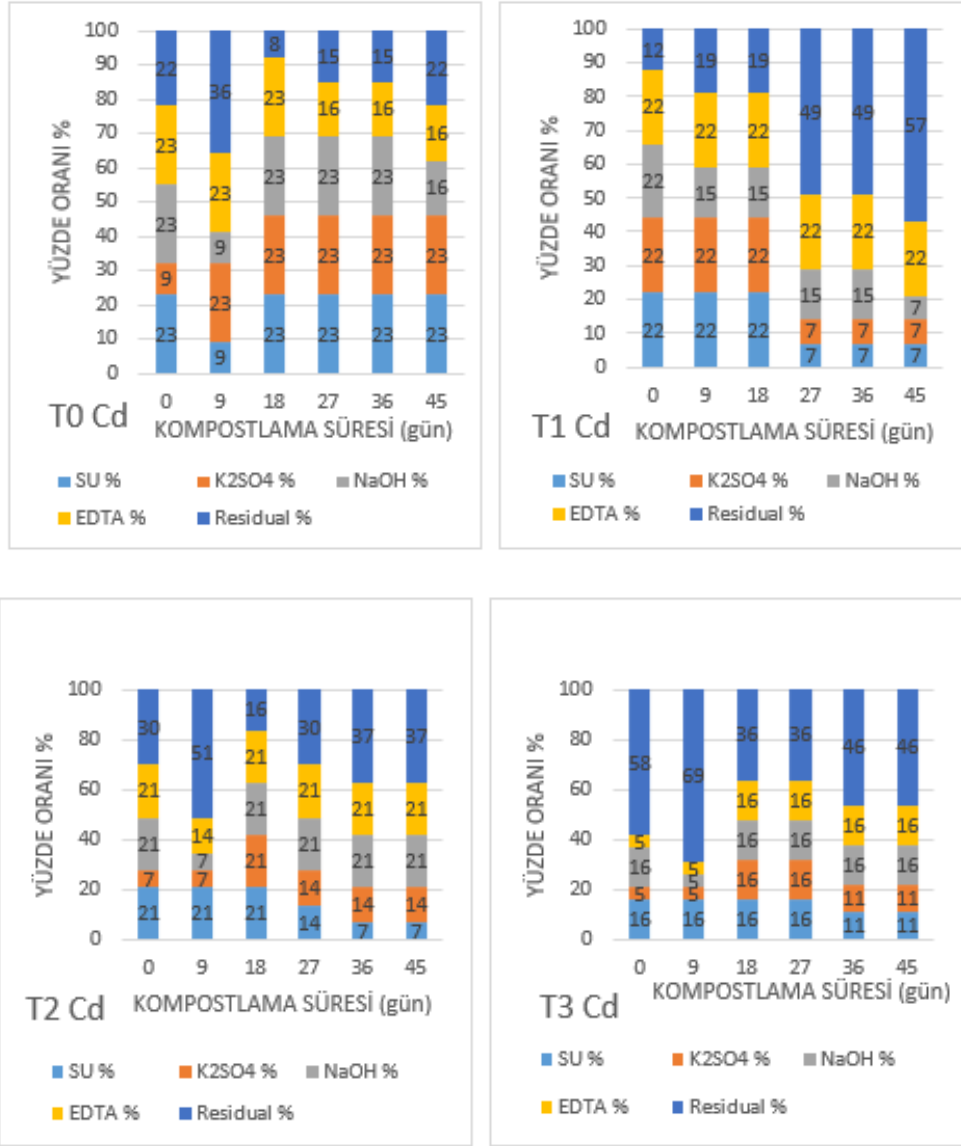 100
90
80
70
60
50
40
30
20
10
0
YÜZDE ORANI %
22 36 8 15 15 22
23 23 23 16 16 16
23 9 23 23 23 16
9 23 23 23 23 23
23 9 23 23 23 23
0 9 18 27 36 45
T0 Cd
KOMPOSTLAMA SÜRESİ (gün)
SU % K2SO4 % NaOH %
EDTA % Residual %
100
90
80
70
60
50
40
30
20
10
0
YÜZDE ORANI %
12 19 19 49 49 57
22 22 22 22 22 22
22 15 15 15 15 7
22 22 22 7 7 7
22 22 22 7 7 7
0 9 18 27 36 45
T1 Cd
KOMPOSTLAMA SÜRESİ (gün)
SU % K2SO4 % NaOH %
EDTA % Residual %
100
80
60
40
20
0
YÜZDE ORANI %
30 51 16 30 37 37
21 14 21 21 21 21
21 7 21 21 21 21
7 7 21 14 14 14
21 21 21 14 7 7
0 9 18 27 36 45
T2 Cd
KOMPOSTLAMA SÜRESİ (gün)
SU % K2SO4 % NaOH %
EDTA % Residual %
100
80
60
40
20
0
YÜZDE ORANI %
58 69 36 36 46 46
5 5 16 16 16 16
16 5 16 16 16 16
5 5 16 16 11 11
16 16 16 16 11 11
0 9 18 27 36 45
T3 Cd
KOMPOSTLAMA SÜRESİ (gün)
SU % K2SO4 % NaOH %
EDTA % Residual %